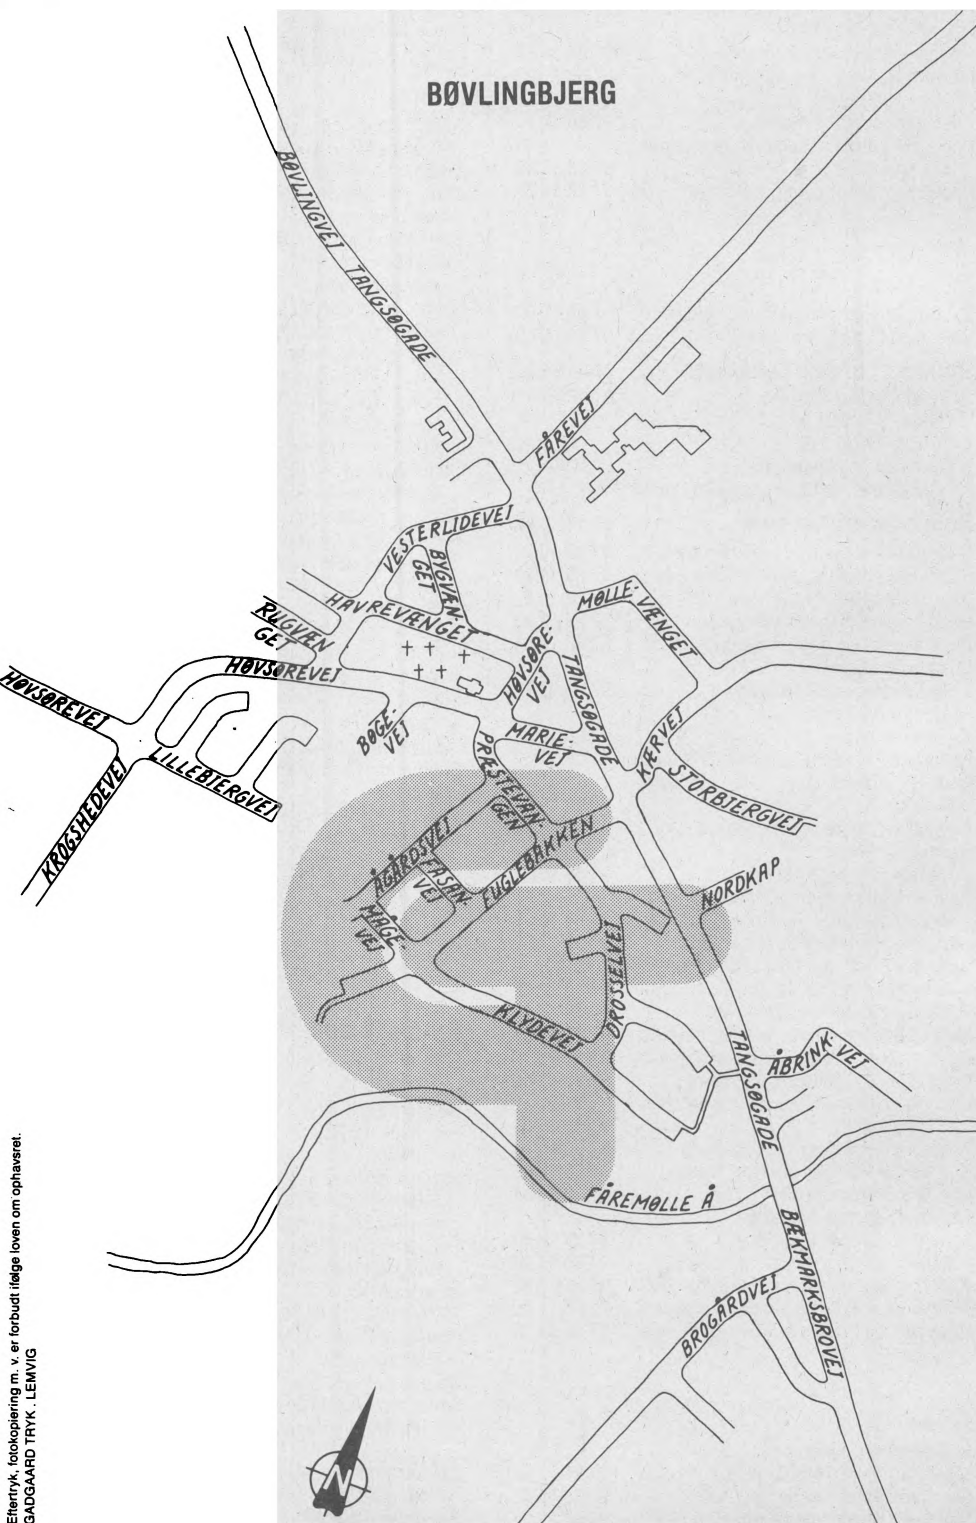 BØVLINGBJERG
BØVLINGVEJ
TANGSØGADE
FÅREVEJ
VESTERLIDEVEJ
BYGVÆN-
GET
HAVREVÆNGET
RUGVÆN
GET
MØLLE-
VÆNGET
HØVSØRE-
VEJ
TANGSØGADE
HØVSØREVEJ
HØVSØREVEJ
BØGE-
VEJ
MARIE-
VEJ
KÆRVEJ
STORBJERGVEJ
LILLEBJERGVEJ
KROGSHEDEVEJ
PRÆSTEVAN-
GEN
FUGLEBAKKEN
ÅGÅRDSVEJ
FASAN-
VEJ
MÅGE-
VEJ
NORDKAP
DROSSELVEJ
KLYDEVEJ
TANGSØGADE
ÅBRINK-
VEJ
FÅREMØLLE Å
BÆKMARKSBROVEJ
BROGÅRDVEJ
N
Eftertryk, fotokopiering m. v. er forbudt ifølge loven om ophavsret.
GADGAARD TRYK . LEMVIG